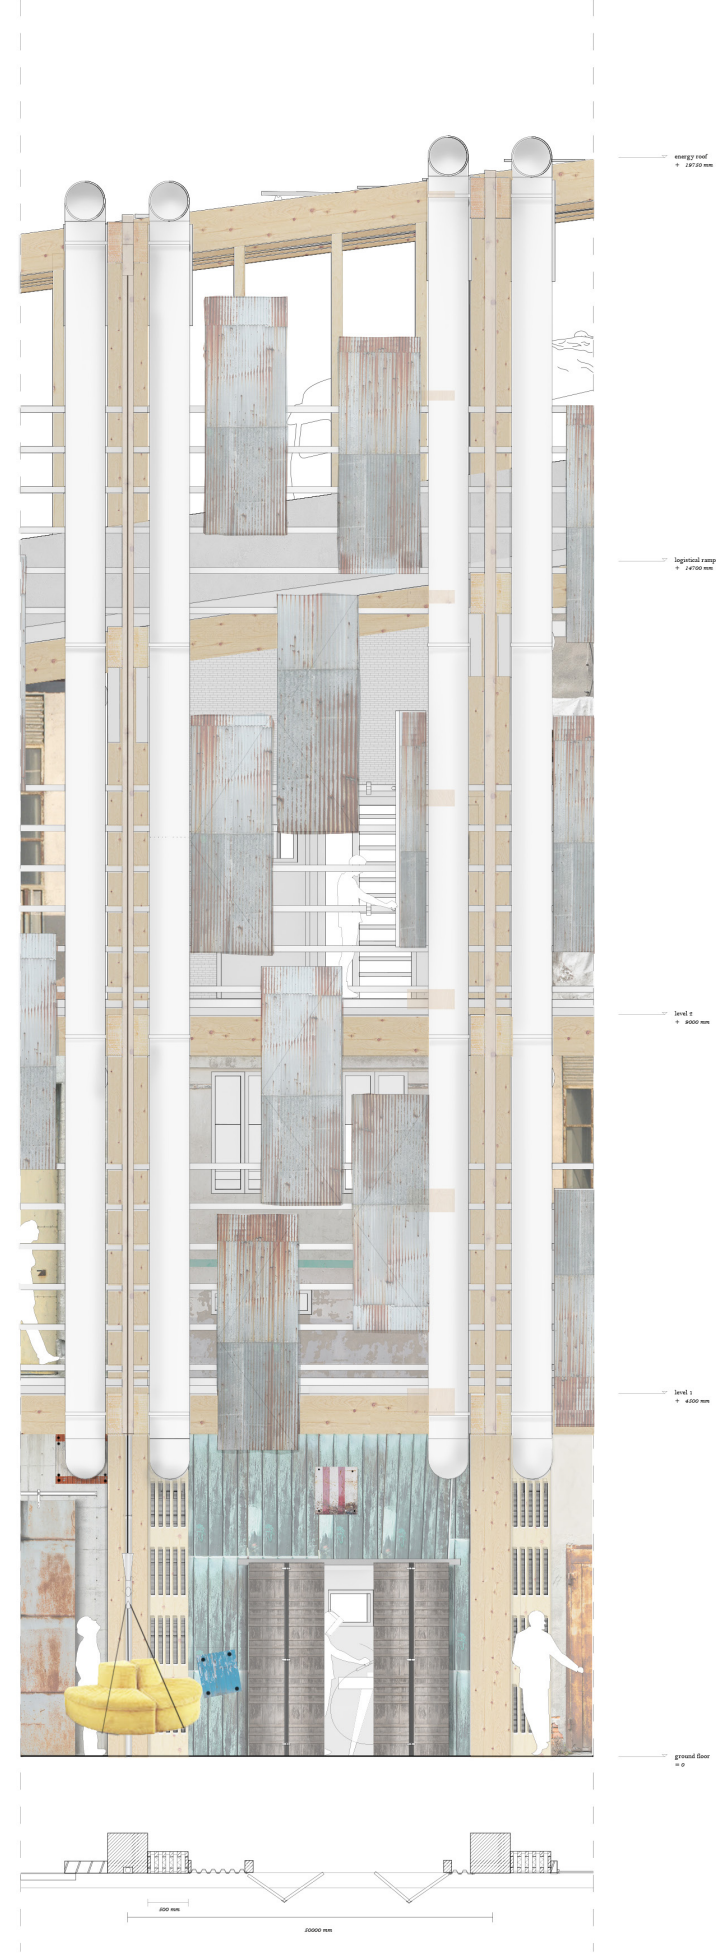 energy roof
+ 19750 mm
logistical ramp
+ 14700 mm
level 2
+ 9000 mm
level 1
+ 4500 mm
ground floor
= 0
500 mm
50000 mm